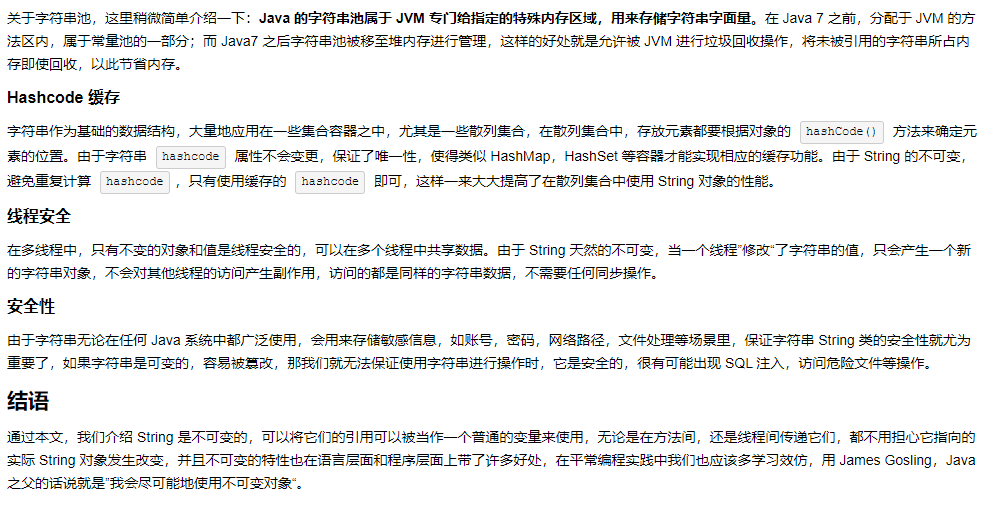 关于字符串池，这里稍微简单介绍一下：Java 的字符串池属于 JVM 专门给指定的特殊内存区域，用来存储字符串字面量。在 Java 7 之前，分配于 JVM 的方
法区内，属于常量池的一部分；而 Java7 之后字符串池被移至堆内存进行管理，这样的好处就是允许被 JVM 进行垃圾回收操作，将未被引用的字符串所占内
存即使回收，以此节省内存。
Hashcode 缓存
字符串作为基础的数据结构，大量地应用在一些集合容器之中，尤其是一些散列集合，在散列集合中，存放元素都要根据对象的 hashCode() 方法来确定元
素的位置。由于字符串 hashcode 属性不会变更，保证了唯一性，使得类似 HashMap，HashSet 等容器才能实现相应的缓存功能。由于 String 的不可变，
避免重复计算 hashcode，只有使用缓存的 hashcode 即可，这样一来大大提高了在散列集合中使用 String 对象的性能。
线程安全
在多线程中，只有不变的对象和值是线程安全的，可以在多个线程中共享数据。由于 String 天然的不可变，当一个线程”修改“了字符串的值，只会产生一个新
的字符串对象，不会对其他线程的访问产生副作用，访问的都是同样的字符串数据，不需要任何同步操作。
安全性
由于字符串无论在任何 Java 系统中都广泛使用，会用来存储敏感信息，如账号，密码，网络路径，文件处理等场景里，保证字符串 String 类的安全性就尤为
重要了，如果字符串是可变的，容易被篡改，那我们就无法保证使用字符串进行操作时，它是安全的，很有可能出现 SQL 注入，访问危险文件等操作。
结语
通过本文，我们介绍 String 是不可变的，可以将它们的引用可以被当作一个普通的变量来使用，无论是在方法间，还是线程间传递它们，都不用担心它指向的
实际 String 对象发生改变，并且不可变的特性也在语言层面和程序层面上带了许多好处，在平常编程实践中我们也应该多学习效仿，用 James Gosling，Java
之父的话说就是”我会尽可能地使用不可变对象“。